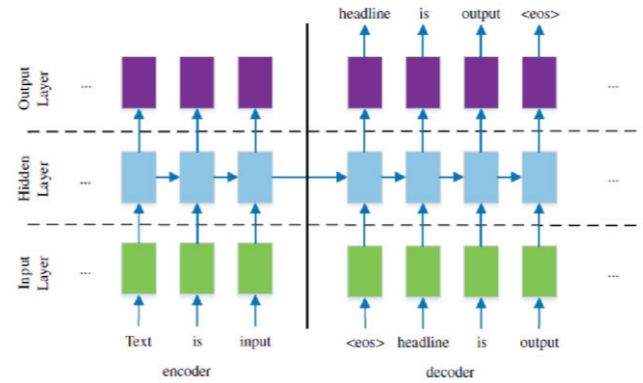 headline is output <eos>
Output Layer
... ...
Hidden Layer
... ...
Input Layer
... ...
Text is input <eos> headline is output
encoder decoder